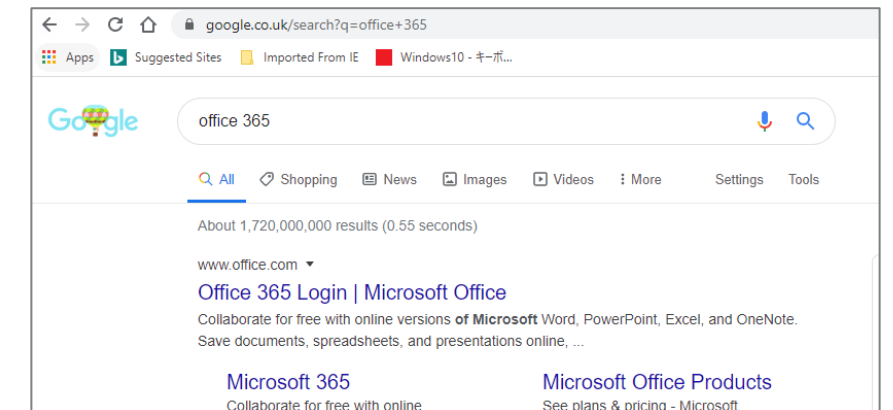 google.co.uk/search?q=office+365
Apps Suggested Sites Imported From IE Windows10 - キーボ...
Google
office 365
All Shopping News Images Videos More Settings Tools
About 1,720,000,000 results (0.55 seconds)
www.office.com
Office 365 Login | Microsoft Office
Collaborate for free with online versions of Microsoft Word, PowerPoint, Excel, and OneNote.
Save documents, spreadsheets, and presentations online, ...
Microsoft 365 Microsoft Office Products
Collaborate for free with online See plans & pricing - Microsoft